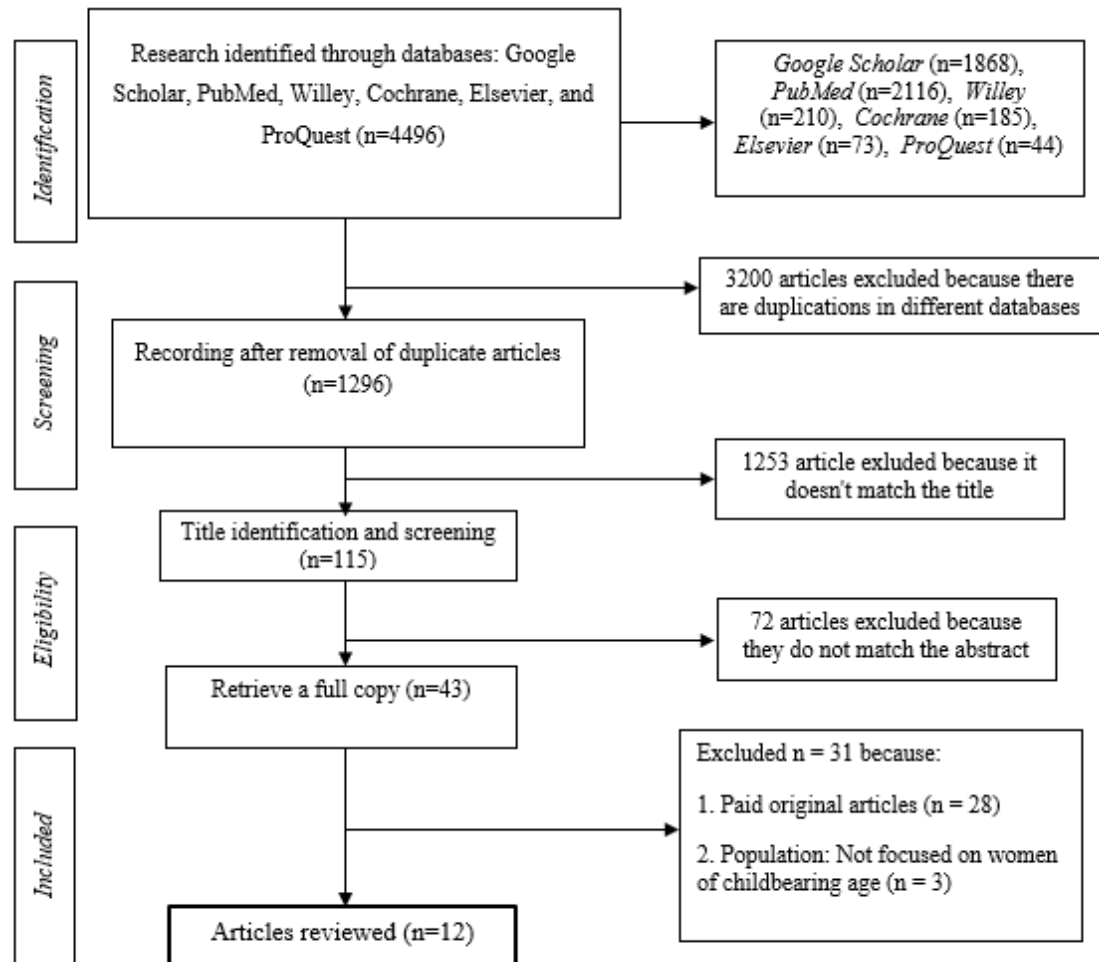 Identification
Research identified through databases: Google
Scholar, PubMed, Willey, Cochrane, Elsevier, and
ProQuest (n=4496)
Google Scholar (n=1868),
PubMed (n=2116), Willey
(n=210), Cochrane (n=185),
Elsevier (n=73), ProQuest (n=44)
Screening
3200 articles excluded because there
are duplications in different databases
Recording after removal of duplicate articles
(n=1296)
1253 article exluded because it
doesn't match the title
Eligibility
Title identification and screening
(n=115)
72 articles excluded because
they do not match the abstract
Retrieve a full copy (n=43)
Included
Excluded n = 31 because:
1. Paid original articles (n = 28)
2. Population: Not focused on women
of childbearing age (n = 3)
Articles reviewed (n=12)